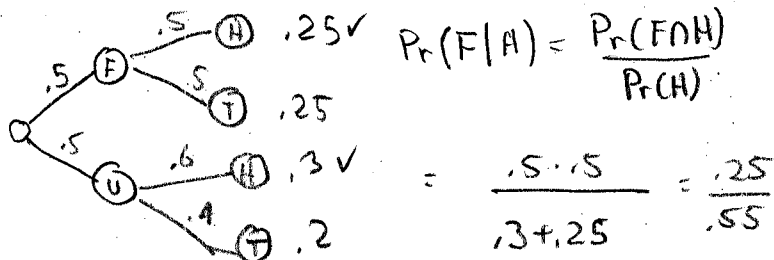 .5 H .25✓ Pr(F|H) = Pr(F∩H) / Pr(H)
.5 F .5 T .25
.5 U .6 H .3 ✓ = .5 · .5 / .3+.25 = .25 / .55
.4 T .2